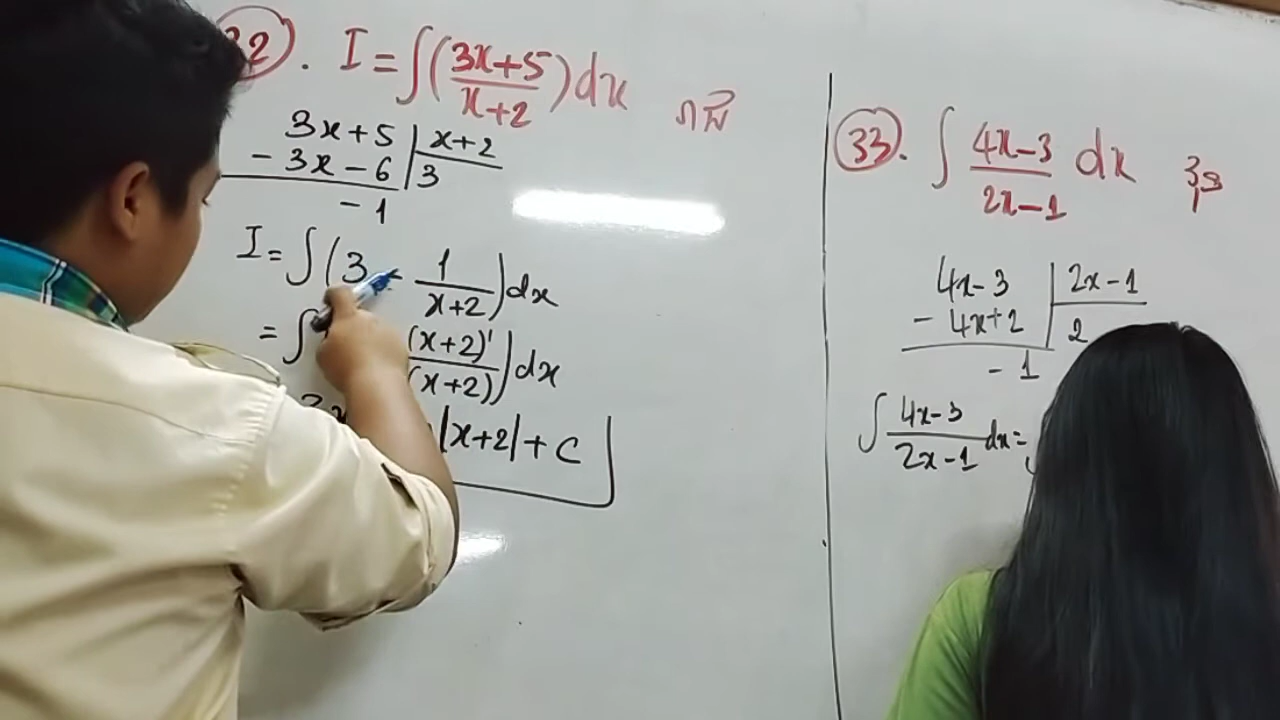 32). I = ∫(3x+5/x+2)dx
3x+5 | x+2
- 3x - 6 | 3
- 1
I = ∫(3 - 1/x+2)dx
= ∫ (x+2)'/(x+2))dx
3x |x+2| + C
33). ∫ 4x-3/2x-1 dx
4x-3 | 2x-1
- 4x+2 | 2
- 1
∫ 4x-3/2x-1 dx =